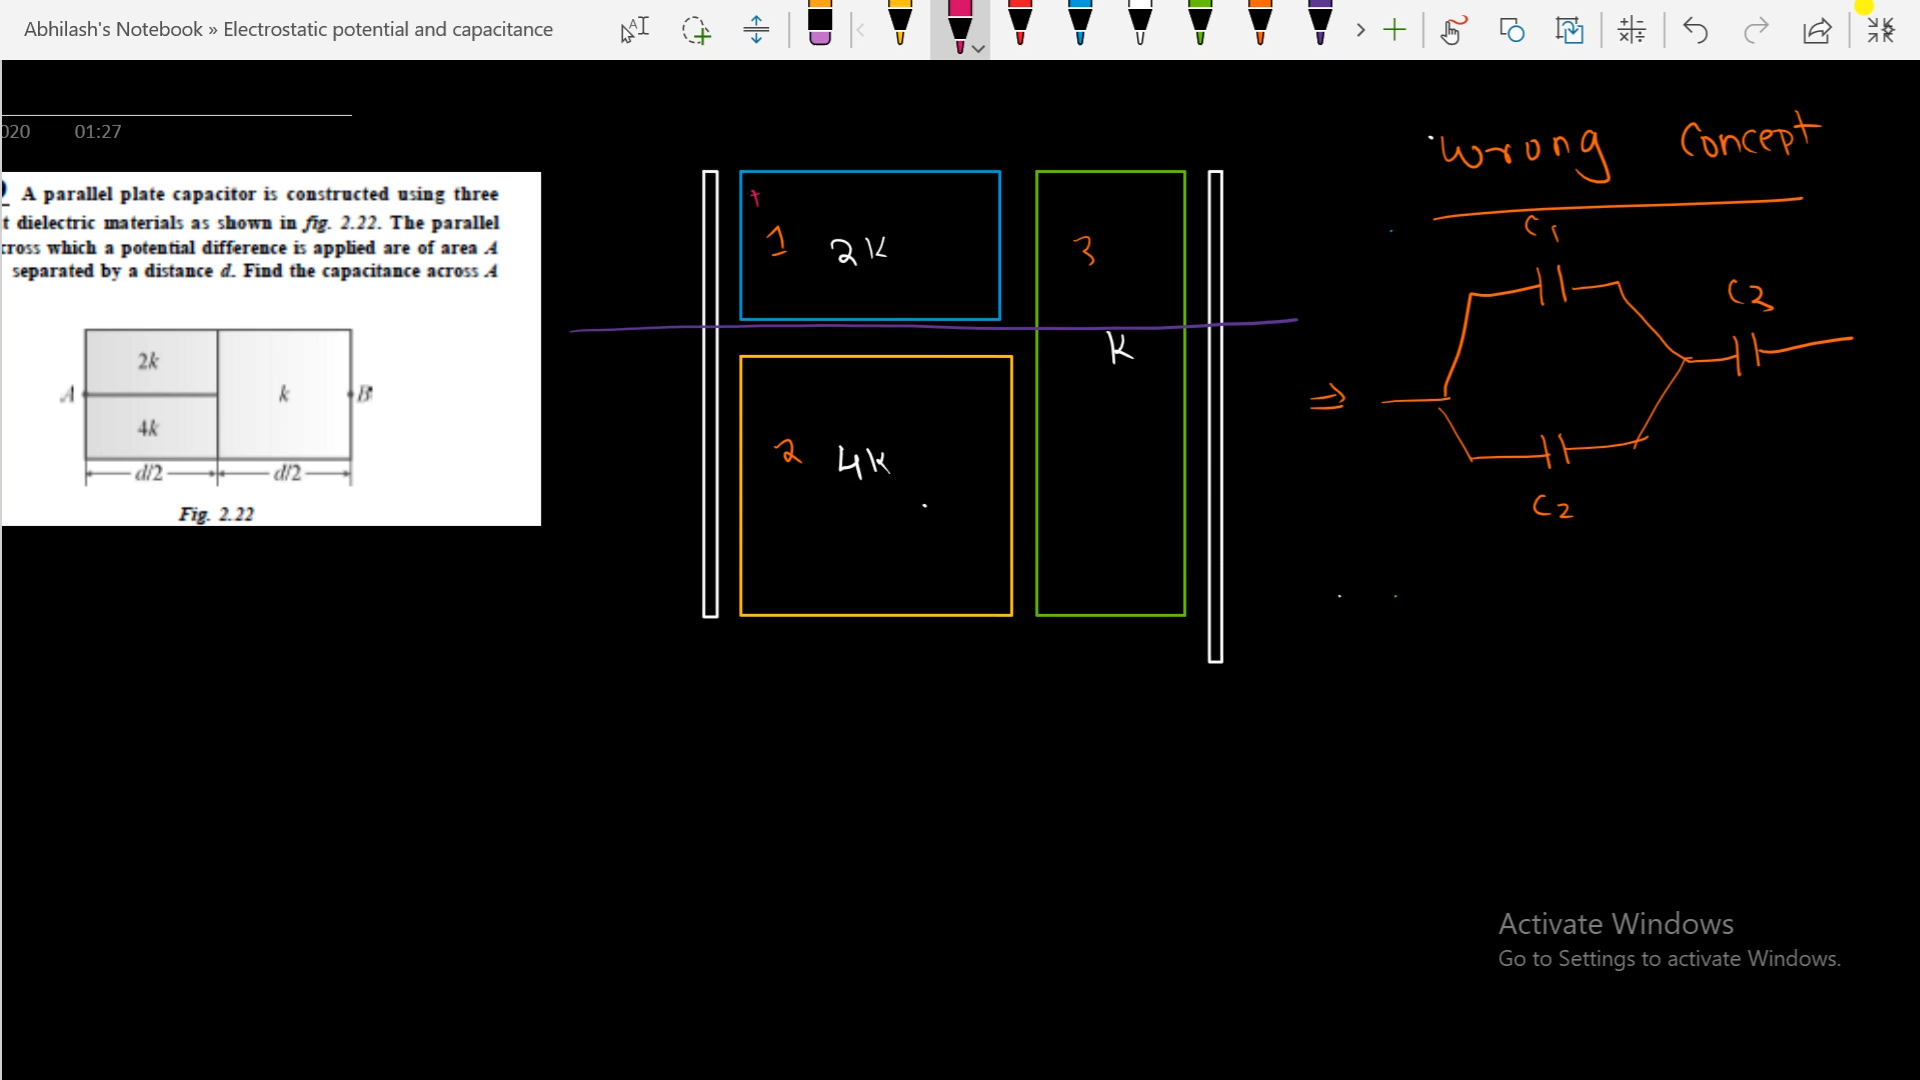 Abhilash's Notebook » Electrostatic potential and capacitance
020 01:27
A parallel plate capacitor is constructed using three
t dielectric materials as shown in fig. 2.22. The parallel
cross which a potential difference is applied are of area A
separated by a distance d. Find the capacitance across A
2k
A
k
B
4k
d/2
d/2
Fig. 2.22
+
1 2K
3
K
2 4K
Wrong Concept
C1
C3
⇒
C2
Activate Windows
Go to Settings to activate Windows.